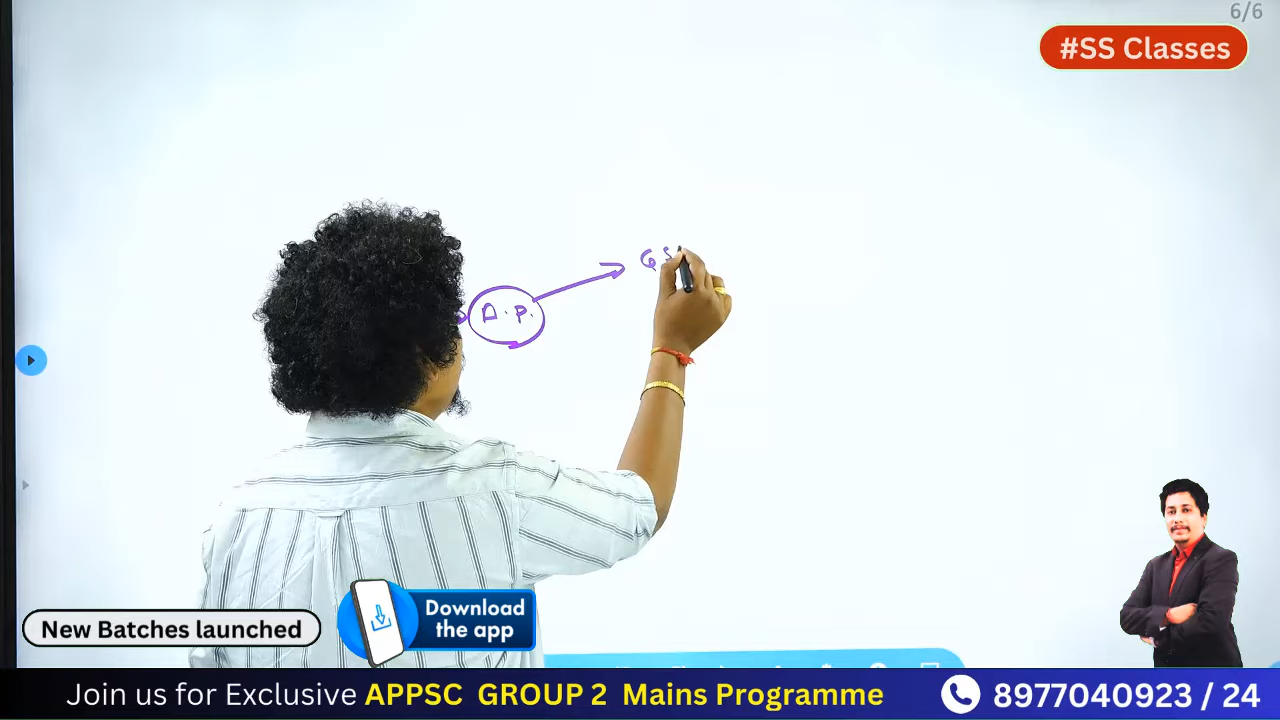 6/6
#SS Classes
A.P.
GS
New Batches launched
Download
the app
Join us for Exclusive APPSC GROUP 2 Mains Programme
8977040923 / 24